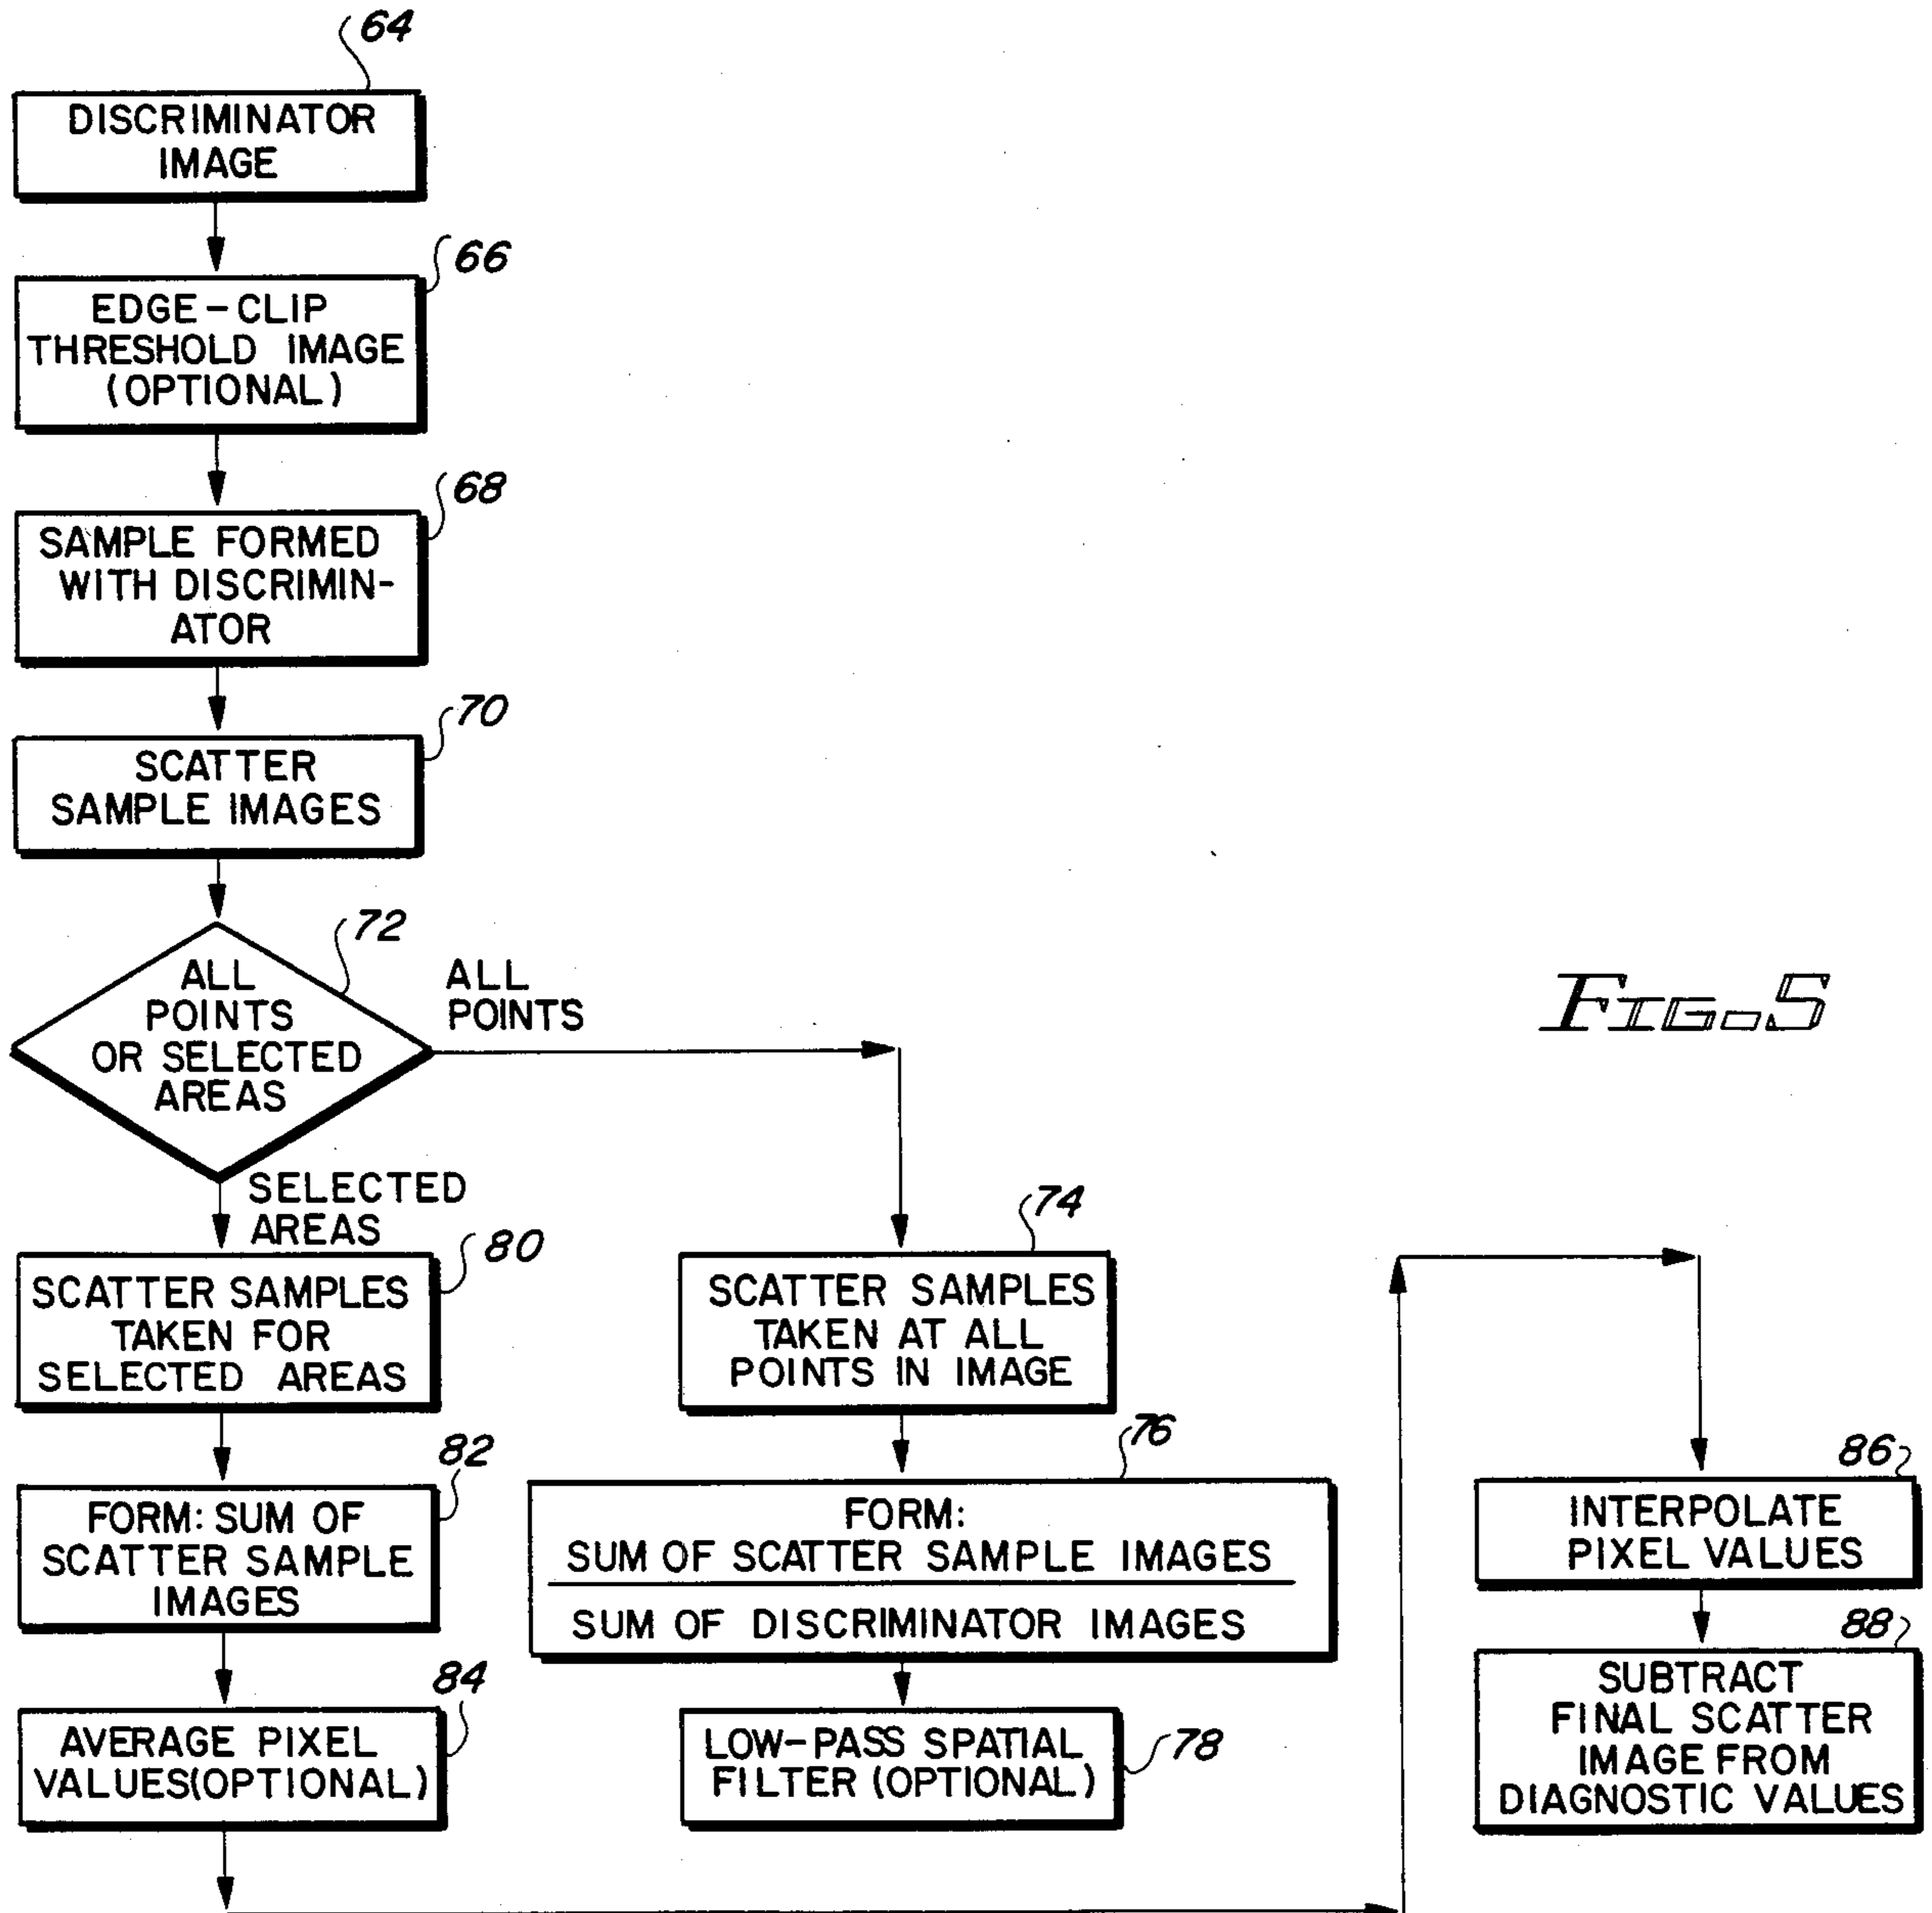 64
DISCRIMINATOR
IMAGE
66
EDGE-CLIP
THRESHOLD IMAGE
(OPTIONAL)
68
SAMPLE FORMED
WITH DISCRIMIN-
ATOR
70
SCATTER
SAMPLE IMAGES
72
ALL
POINTS
OR SELECTED
AREAS
ALL
POINTS
FIG-5
SELECTED
AREAS
80
SCATTER SAMPLES
TAKEN FOR
SELECTED AREAS
82
FORM: SUM OF
SCATTER SAMPLE
IMAGES
84
AVERAGE PIXEL
VALUES(OPTIONAL)
74
SCATTER SAMPLES
TAKEN AT ALL
POINTS IN IMAGE
76
FORM:
SUM OF SCATTER SAMPLE IMAGES
SUM OF DISCRIMINATOR IMAGES
LOW-PASS SPATIAL
FILTER (OPTIONAL)
78
86
INTERPOLATE
PIXEL VALUES
88
SUBTRACT
FINAL SCATTER
IMAGE FROM
DIAGNOSTIC VALUES